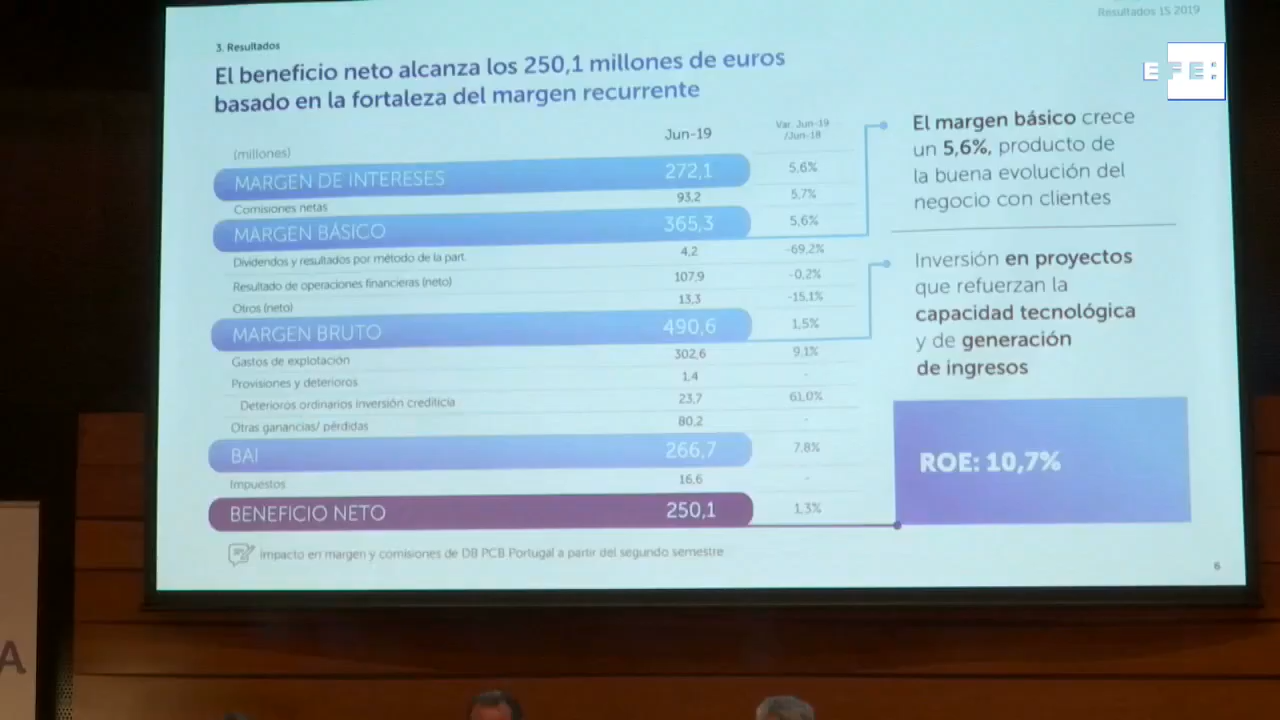 Resultados 1S 2019
3. Resultados
El beneficio neto alcanza los 250,1 millones de euros
basado en la fortaleza del margen recurrente
EFE:
(millones)
Jun-19
Var. Jun-19
/Jun-18
MARGEN DE INTERESES 272,1 5,6%
Comisiones netas 93,2 5,7%
MARGEN BÁSICO 365,3 5,6%
Dividendos y resultados por método de la part. 4,2 -69,2%
Resultado de operaciones financieras (neto) 107,9 -0,2%
Otros (neto) 13,3 -15,1%
MARGEN BRUTO 490,6 1,5%
Gastos de explotación 302,6 9,1%
Provisiones y deterioros 1,4 -
Deterioros ordinarios inversión crediticia 23,7 61,0%
Otras ganancias/ pérdidas 80,2 -
BAI 266,7 7,8%
Impuestos 16,6 -
BENEFICIO NETO 250,1 1,3%
impacto en margen y comisiones de DB PCB Portugal a partir del segundo semestre
El margen básico crece
un 5,6%, producto de
la buena evolución del
negocio con clientes
Inversión en proyectos
que refuerzan la
capacidad tecnológica
y de generación
de ingresos
ROE: 10,7%
6
A